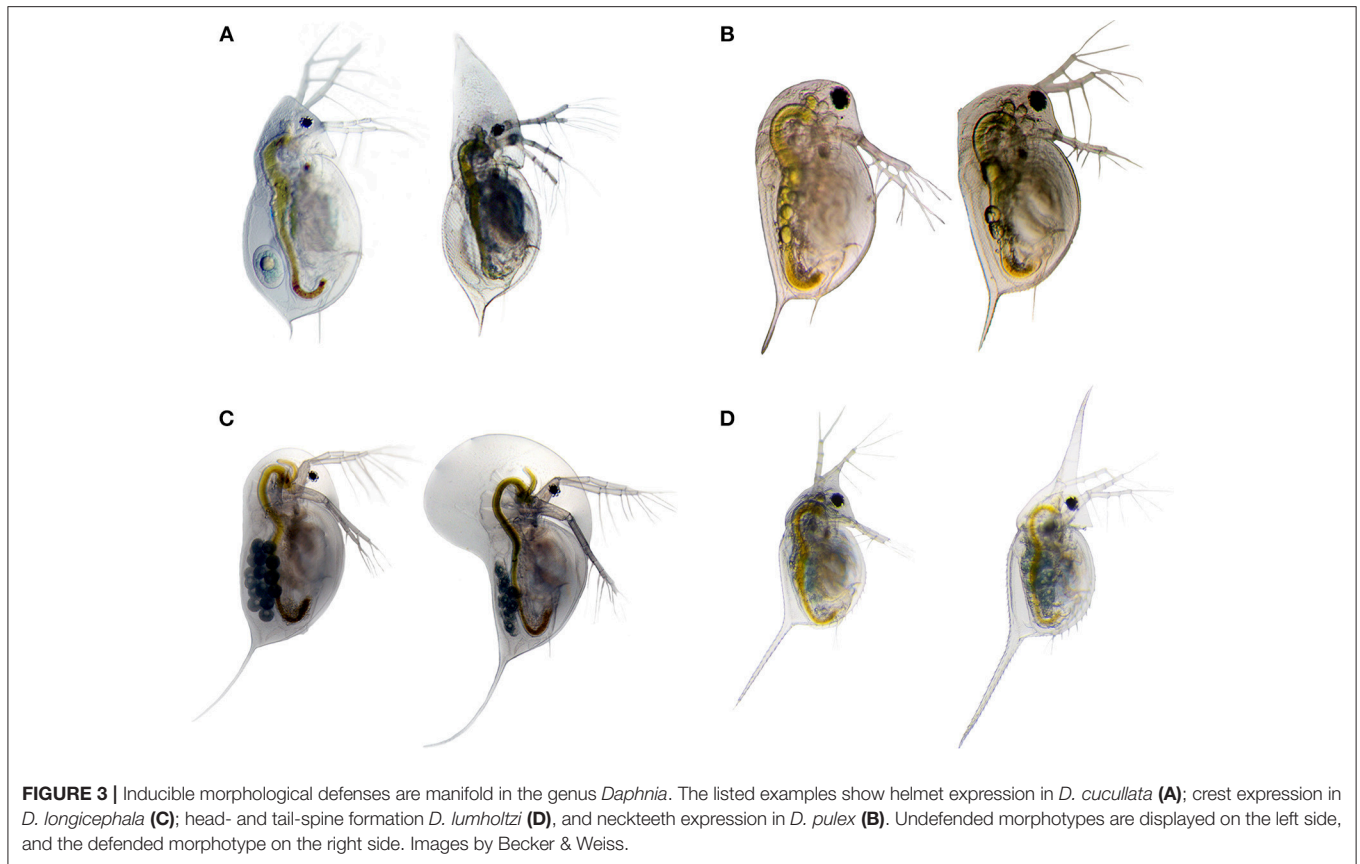 A
B
C
D
FIGURE 3 | Inducible morphological defenses are manifold in the genus Daphnia. The listed examples show helmet expression in D. cucullata (A); crest expression in
D. longicephala (C); head- and tail-spine formation D. lumholtzi (D), and neckteeth expression in D. pulex (B). Undefended morphotypes are displayed on the left side,
and the defended morphotype on the right side. Images by Becker & Weiss.